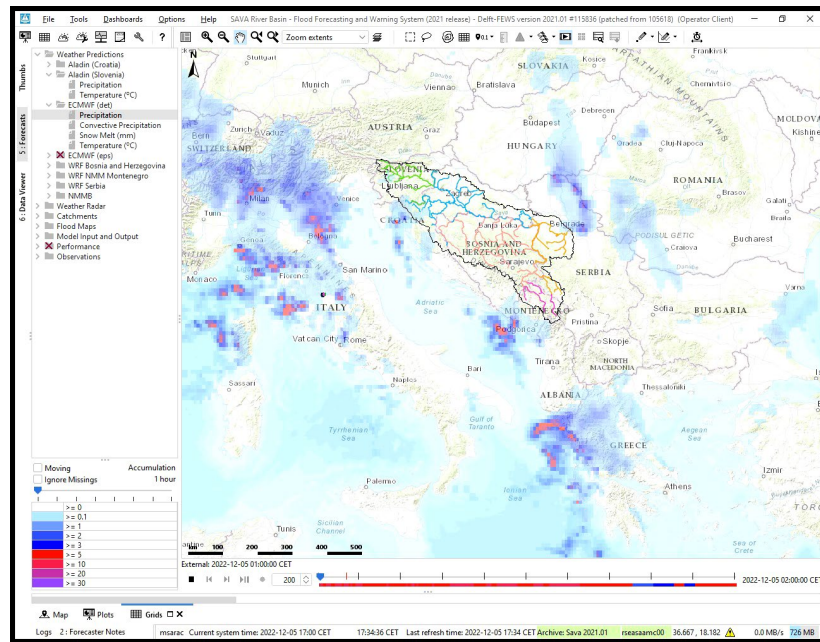 SAVA River Basin - Flood Forecasting and Warning System (2021 release) - Delft-FEWS version 2021.01 #115836 (patched from 105618) (Operator Client)
File Tools Dashboards Options Help
Zoom extents
Thumbs
5 : Forecasts
6 : Data Viewer
Weather Predictions
Aladin (Croatia)
Aladin (Slovenia)
Precipitation
Temperature (ºC)
ECMWF (det)
Precipitation
Convective Precipitation
Snow Melt (mm)
Temperature (ºC)
ECMWF (eps)
WRF Bosnia and Herzegovina
WRF NMM Montenegro
WRF Serbia
NMMB
Weather Radar
Catchments
Flood Maps
Model Input and Output
Performance
Observations
Moving Accumulation
Ignore Missings 1 hour
>= 0
>= 0.1
>= 1
>= 2
>= 3
>= 5
>= 10
>= 20
>= 30
N
Stuttgart
Munich
Viennao
Bratislava
SLOVAKIA
Kosice
Frankivsk
Chernivtsi
CARPATHIAN MOUNTAINS
MOLDOVA
Kishine
Zurich
Vaduz
Bern
SWITZERLAND
AUSTRIA
Graz
Budapest
Debrecen
HUNGARY
Oradea
Cluj-Napoca
ROMANIA
Brasov
Galati
Braila
SLOVENIA
Ljubljana
Zagreb
Milan
Venice
Turin
CROATIA
Banja Luka
Belgrade
BOSNIA AND
HERZEGOVINA
Sarajevo
PODISUL GETIC
Craiova
Bucharest
Genoa
Bologna
Monaco
Florence
San Marino
SERBIA
Varna
ITALY
Adriatic
Sea
MONTENEGRO
Podgorica
Pristina
Sofia
BULGARIA
Vatican City
Rome
Skopje
NORTH
MACEDONIA
Tirana
Bari
Sassari
Naples
ALBANIA
Thessaloniki
Tyrrhenian
Sea
Gulf of
Taranto
GREECE
Aegean
Sea
Izmir
Palermo
Ionian
Sea
Athens
Tunis
Sicilian
Channel
Sea of
Crete
km 100 200 300 400 500
External: 2022-12-05 01:00:00 CET
200
2022-12-05 02:00:00 CET
Map Plots Grids
Logs 2 : Forecaster Notes msarac Current system time: 2022-12-05 17:00 CET 17:34:36 CET Last refresh time: 2022-12-05 17:34 CET Archive: Sava 2021.01 rseasaamc00 36.667 , 18.182 0.0 MB/s 726 MB